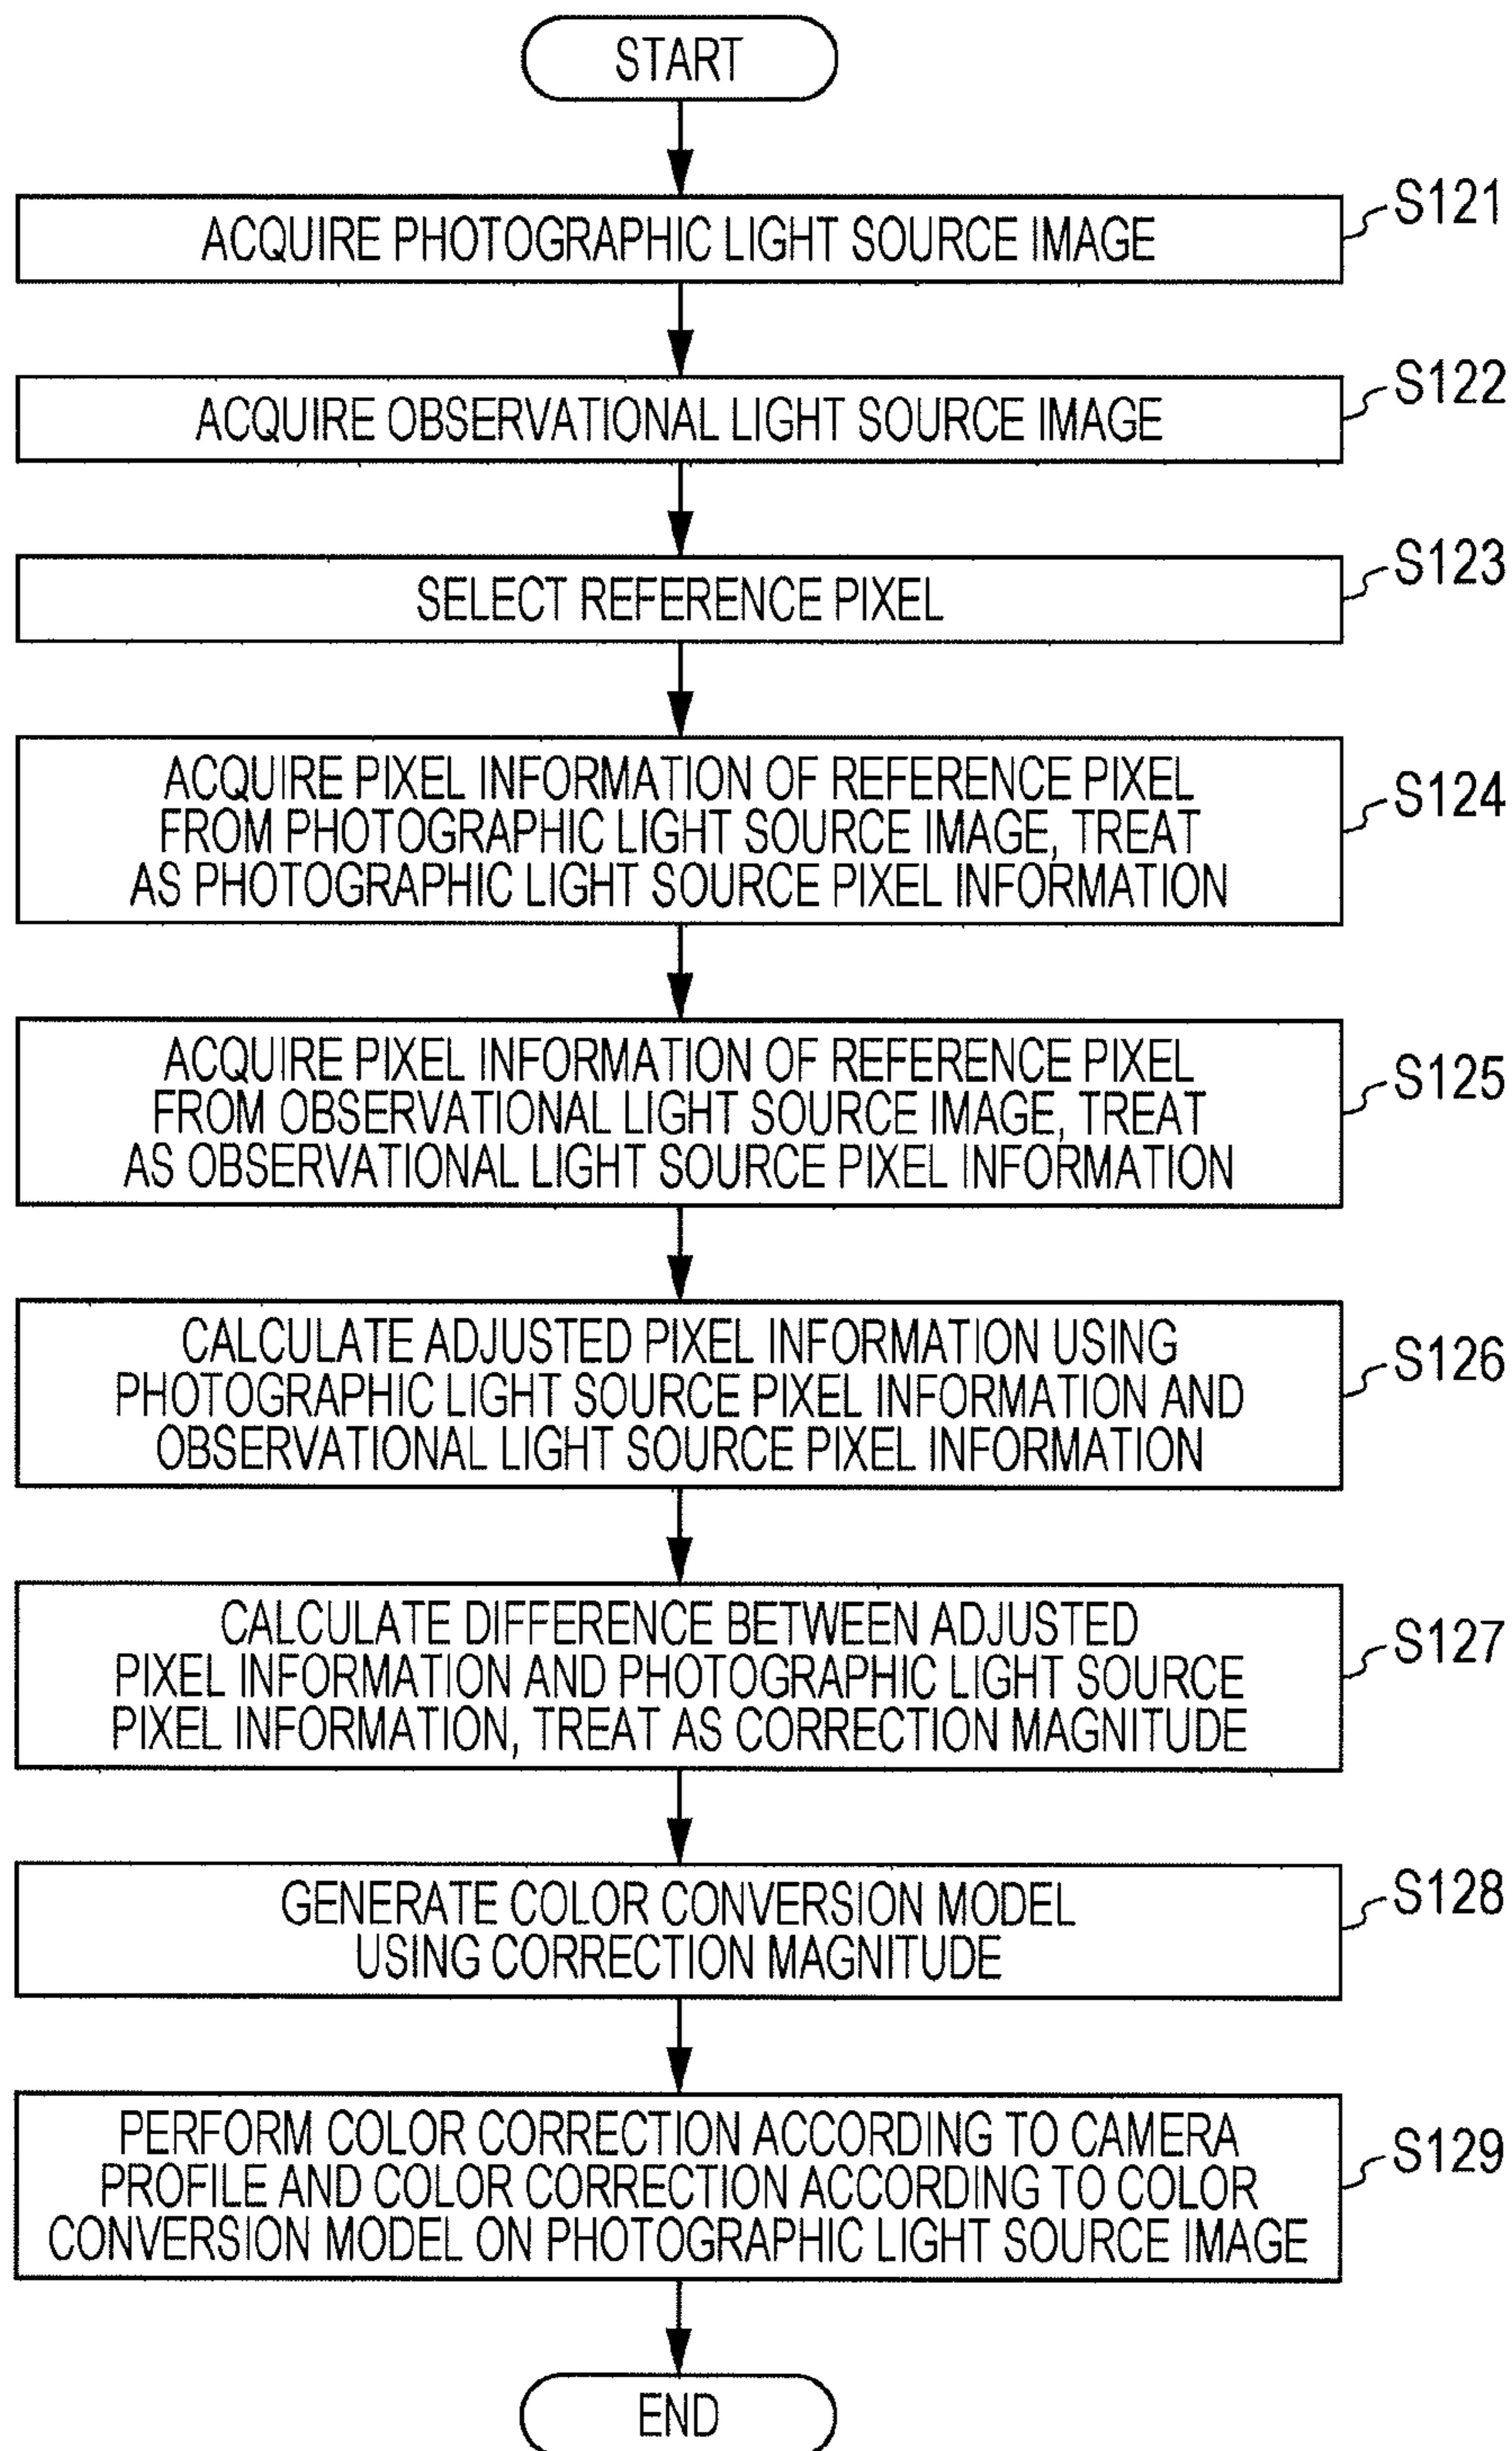 START
ACQUIRE PHOTOGRAPHIC LIGHT SOURCE IMAGE
S121
ACQUIRE OBSERVATIONAL LIGHT SOURCE IMAGE
S122
SELECT REFERENCE PIXEL
S123
ACQUIRE PIXEL INFORMATION OF REFERENCE PIXEL
FROM PHOTOGRAPHIC LIGHT SOURCE IMAGE, TREAT
AS PHOTOGRAPHIC LIGHT SOURCE PIXEL INFORMATION
S124
ACQUIRE PIXEL INFORMATION OF REFERENCE PIXEL
FROM OBSERVATIONAL LIGHT SOURCE IMAGE, TREAT
AS OBSERVATIONAL LIGHT SOURCE PIXEL INFORMATION
S125
CALCULATE ADJUSTED PIXEL INFORMATION USING
PHOTOGRAPHIC LIGHT SOURCE PIXEL INFORMATION AND
OBSERVATIONAL LIGHT SOURCE PIXEL INFORMATION
S126
CALCULATE DIFFERENCE BETWEEN ADJUSTED
PIXEL INFORMATION AND PHOTOGRAPHIC LIGHT SOURCE
PIXEL INFORMATION, TREAT AS CORRECTION MAGNITUDE
S127
GENERATE COLOR CONVERSION MODEL
USING CORRECTION MAGNITUDE
S128
PERFORM COLOR CORRECTION ACCORDING TO CAMERA
PROFILE AND COLOR CORRECTION ACCORDING TO COLOR
CONVERSION MODEL ON PHOTOGRAPHIC LIGHT SOURCE IMAGE
S129
END